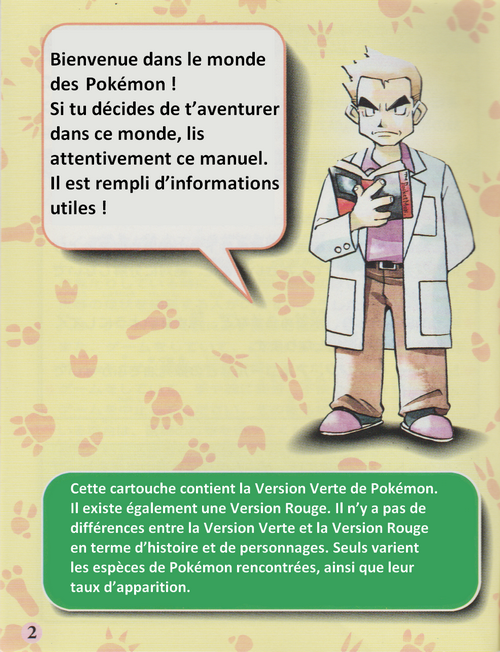 Bienvenue dans le monde
des Pokémon !
Si tu décides de t’aventurer
dans ce monde, lis
attentivement ce manuel.
Il est rempli d’informations
utiles !
Cette cartouche contient la Version Verte de Pokémon.
Il existe également une Version Rouge. Il n’y a pas de
différences entre la Version Verte et la Version Rouge
en terme d’histoire et de personnages. Seuls varient
les espèces de Pokémon rencontrées, ainsi que leur
taux d’apparition.
2